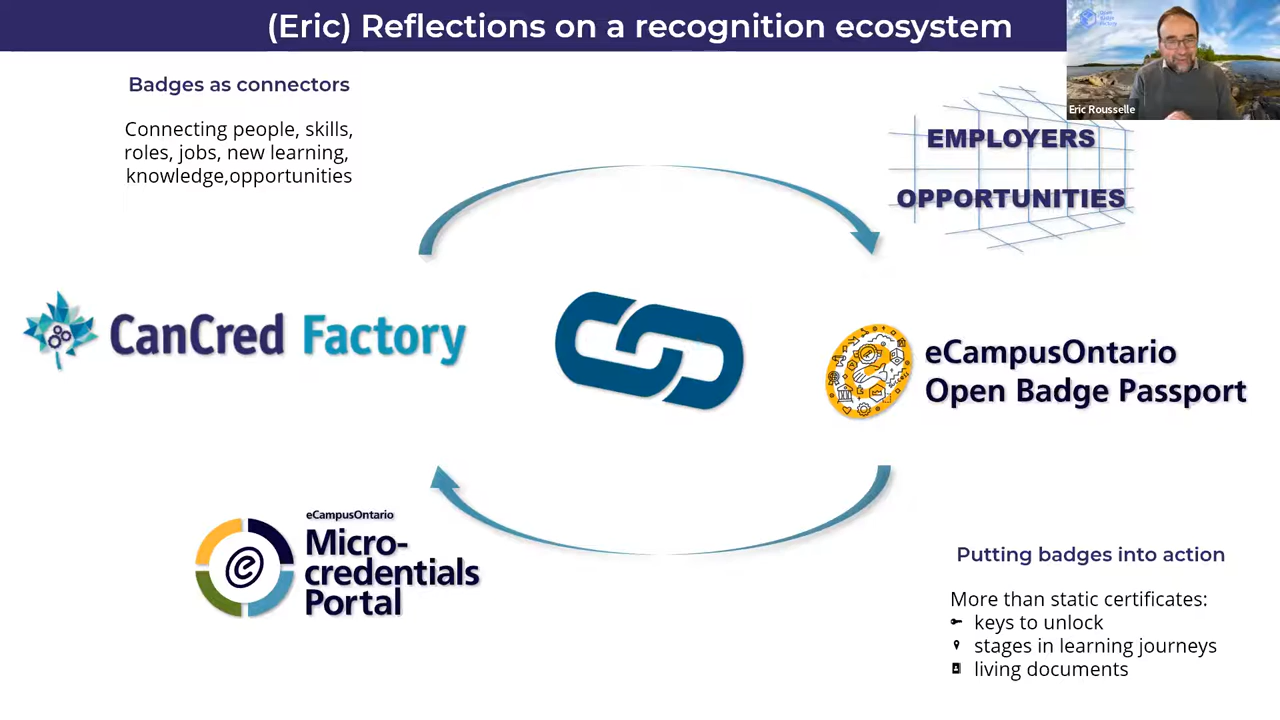 (Eric) Reflections on a recognition ecosystem
Eric Rousselle
Badges as connectors
Connecting people, skills,
roles, jobs, new learning,
knowledge,opportunities
EMPLOYERS
OPPORTUNITIES
CanCred Factory
eCampusOntario
Open Badge Passport
eCampusOntario
Micro-
credentials
Portal
Putting badges into action
More than static certificates:
keys to unlock
stages in learning journeys
living documents